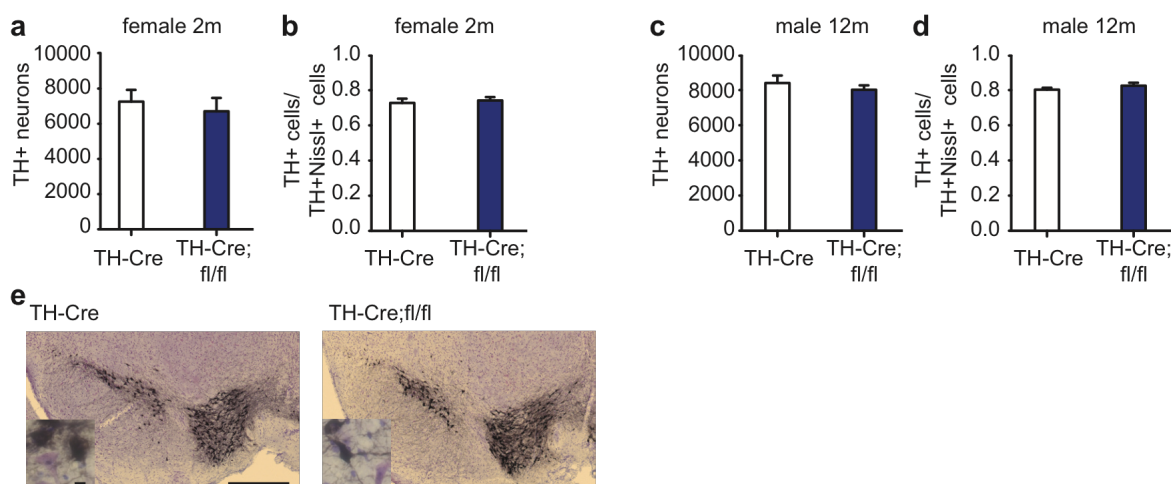 a
female 2m
TH+ neurons
10000
8000
6000
4000
2000
0
TH-Cre
TH-Cre;
fl/fl
b
female 2m
TH+ cells/
TH+Nissl+ cells
1.0
0.8
0.6
0.4
0.2
0.0
TH-Cre
TH-Cre;
fl/fl
c
male 12m
TH+ neurons
10000
8000
6000
4000
2000
0
TH-Cre
TH-Cre;
fl/fl
d
male 12m
TH+ cells/
TH+Nissl+ cells
1.0
0.8
0.6
0.4
0.2
0.0
TH-Cre
TH-Cre;
fl/fl
e
TH-Cre
TH-Cre;fl/fl